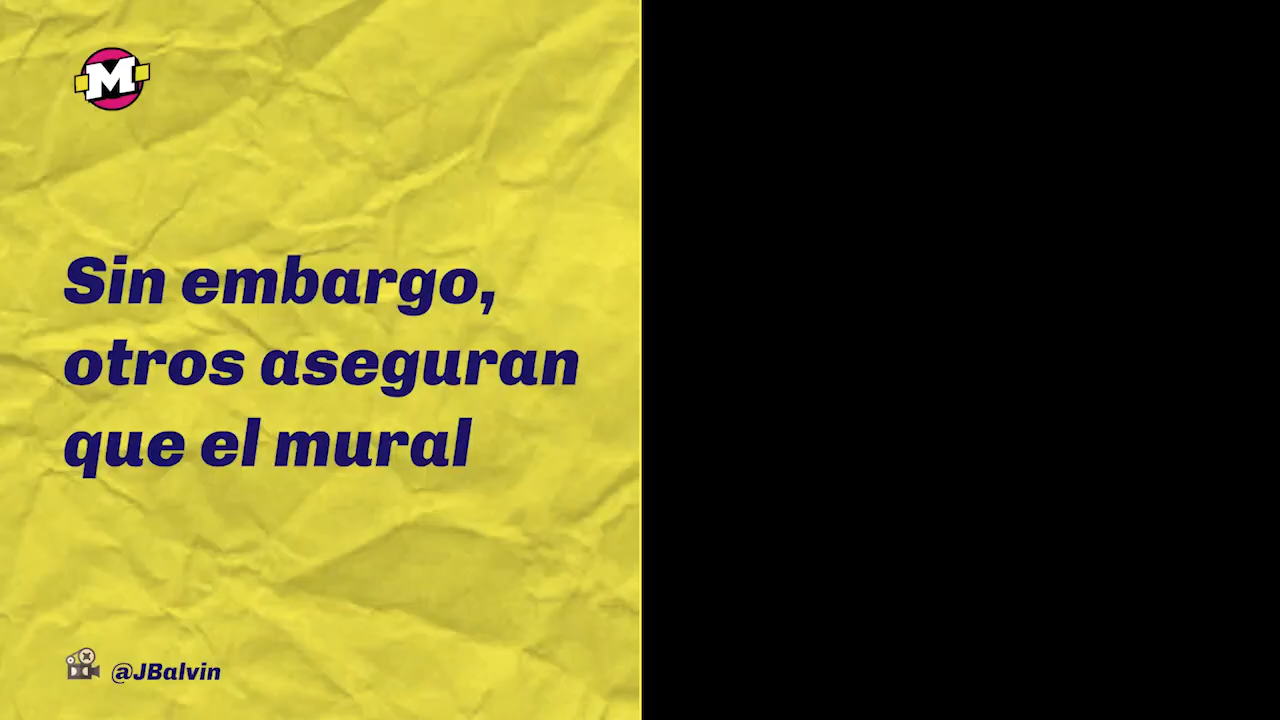 M
Sin embargo,
otros aseguran
que el mural
@JBalvin